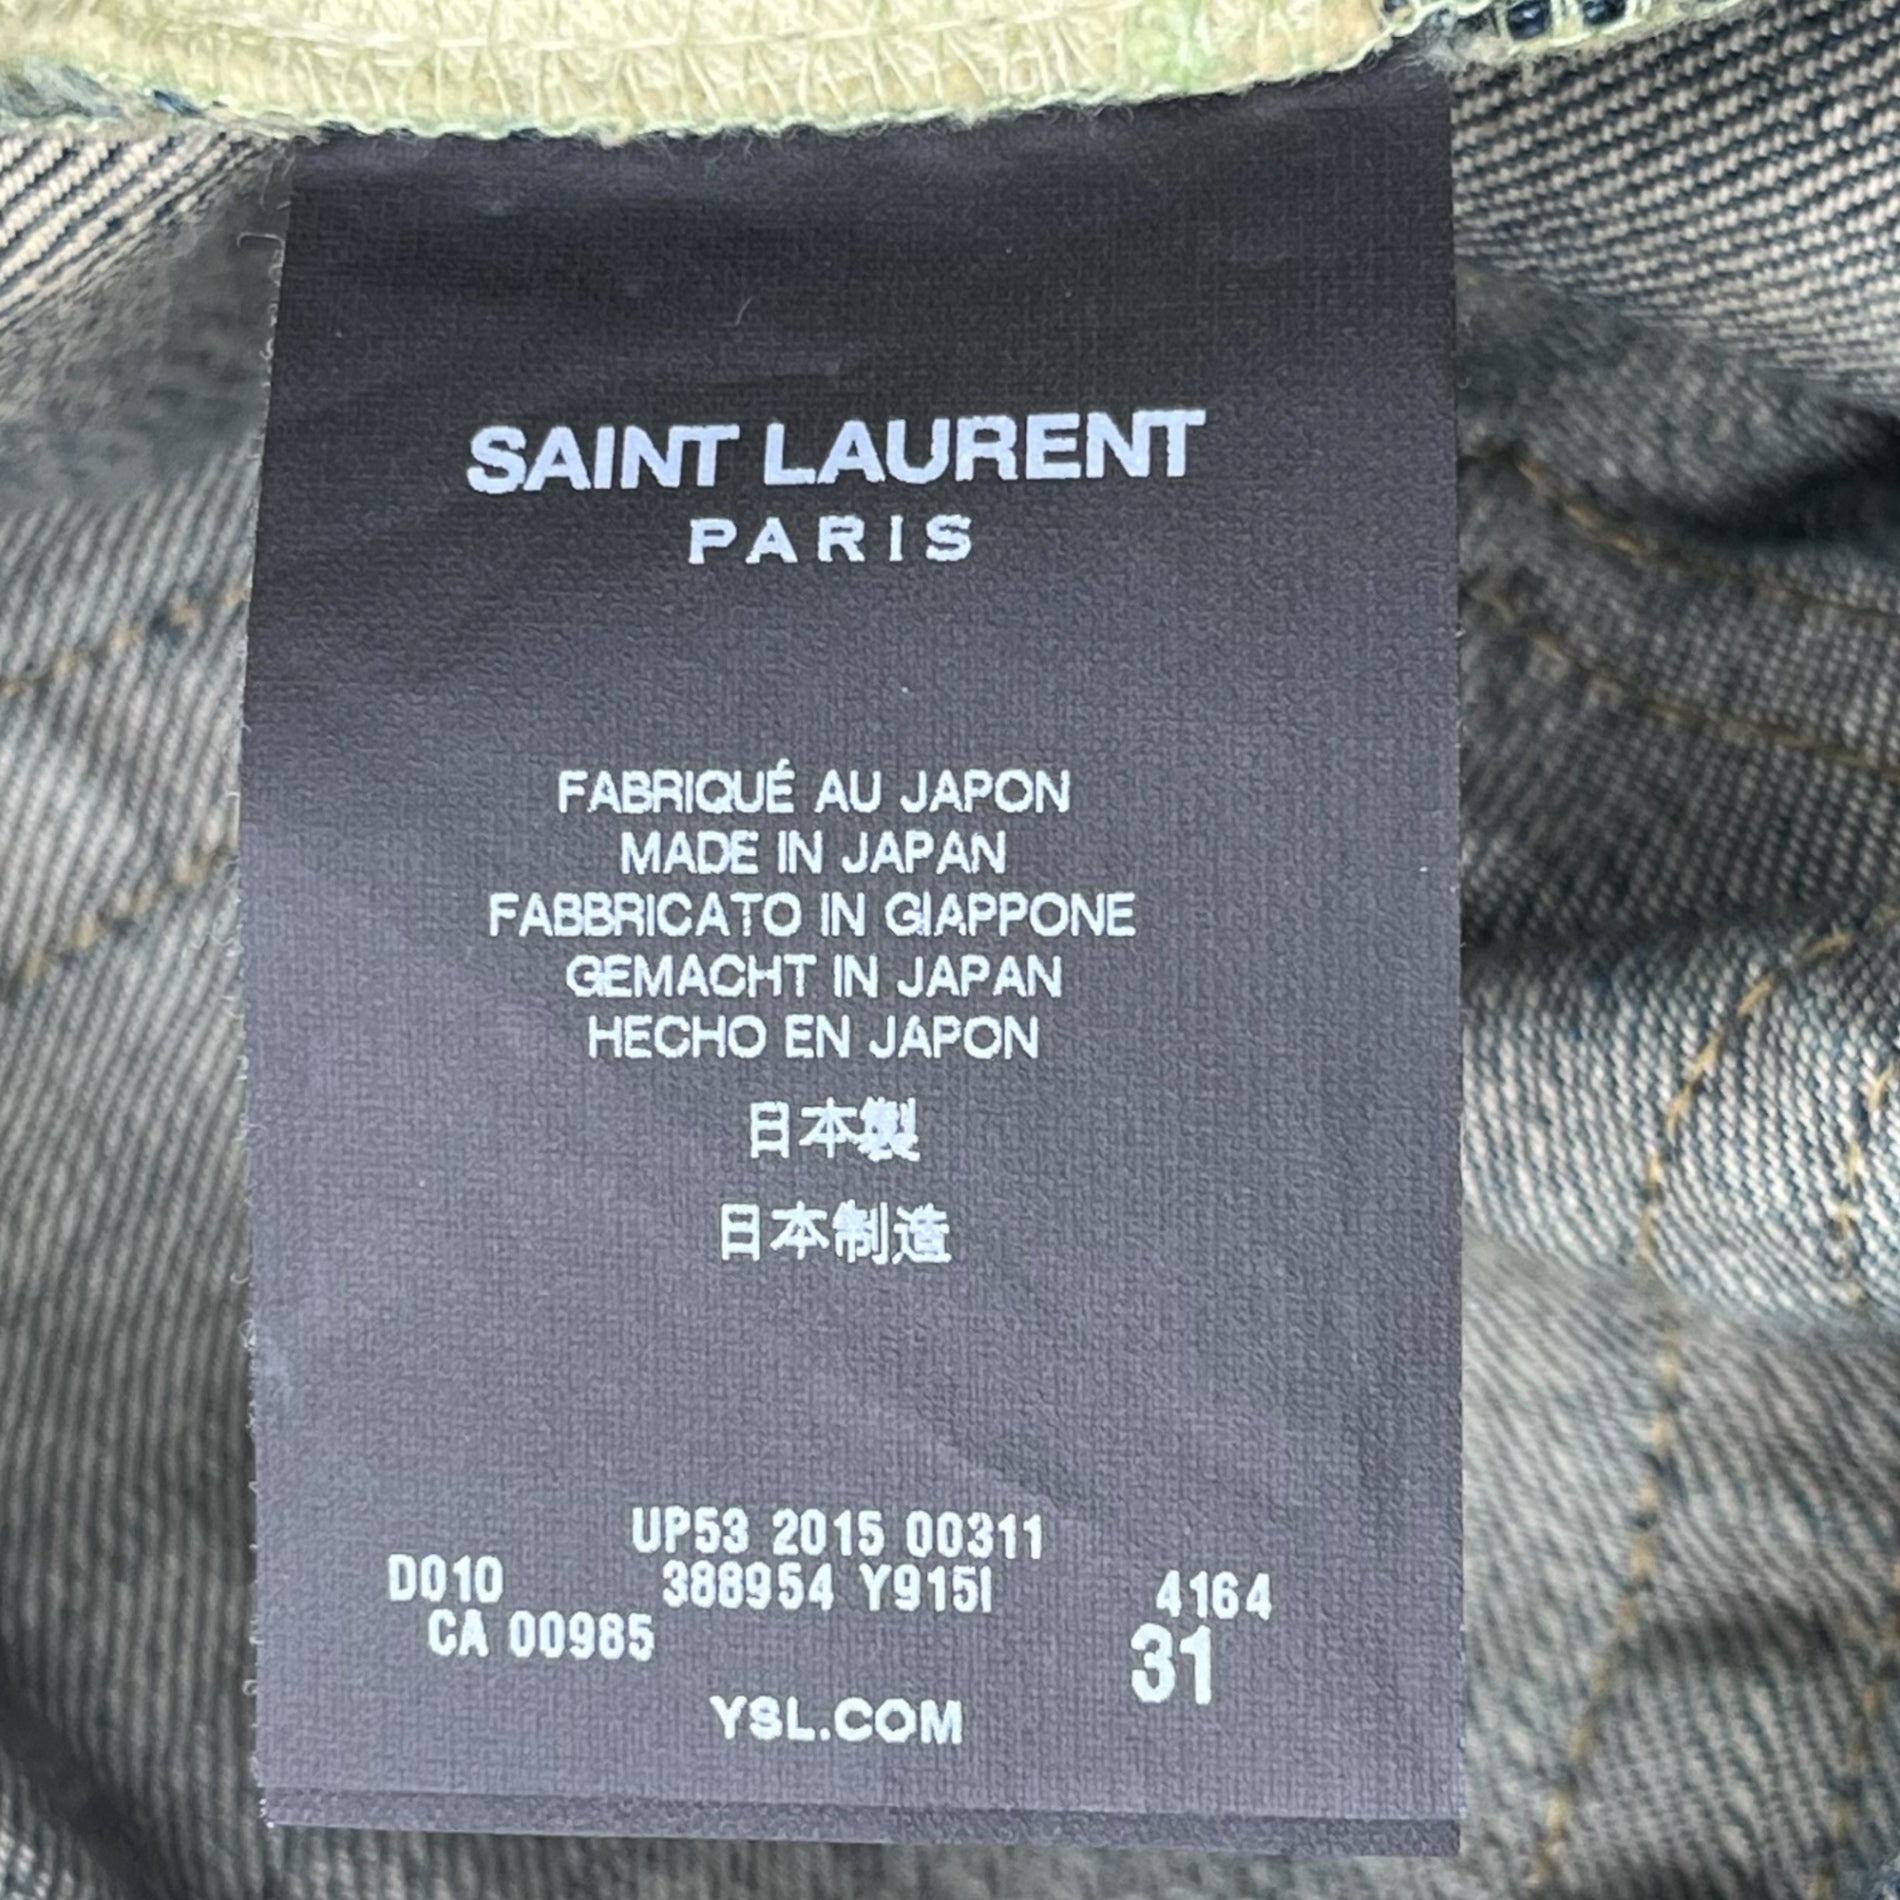 SAINT LAURENT
PARIS
FABRIQUÉ AU JAPON
MADE IN JAPAN
FABBRICATO IN GIAPPONE
GEMACHT IN JAPAN
HECHO EN JAPON
日本製
日本制造
UP53 2015 00311
D010 388954 Y915I 4164
CA 00985 31
YSL.COM